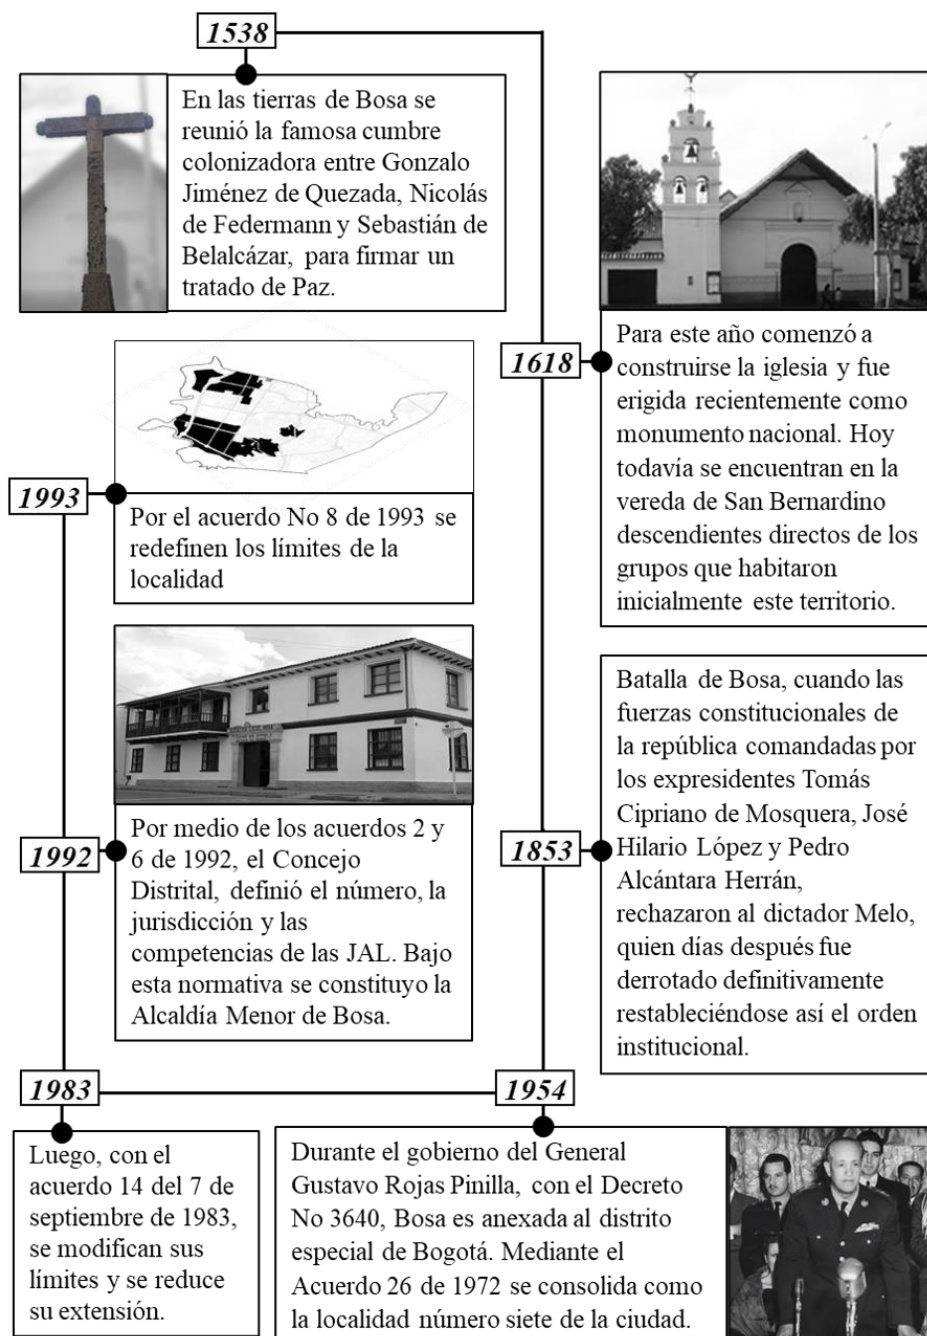 1538
En las tierras de Bosa se
reunió la famosa cumbre
colonizadora entre Gonzalo
Jiménez de Quezada, Nicolás
de Federmann y Sebastián de
Belalcázar, para firmar un
tratado de Paz.
1618
Para este año comenzó a
construirse la iglesia y fue
erigida recientemente como
monumento nacional. Hoy
todavía se encuentran en la
vereda de San Bernardino
descendientes directos de los
grupos que habitaron
inicialmente este territorio.
1853
Batalla de Bosa, cuando las
fuerzas constitucionales de
la república comandadas por
los expresidentes Tomás
Cipriano de Mosquera, José
Hilario López y Pedro
Alcántara Herrán,
rechazaron al dictador Melo,
quien días después fue
derrotado definitivamente
restableciéndose así el orden
institucional.
1954
Durante el gobierno del General
Gustavo Rojas Pinilla, con el Decreto
No 3640, Bosa es anexada al distrito
especial de Bogotá. Mediante el
Acuerdo 26 de 1972 se consolida como
la localidad número siete de la ciudad.
1983
Luego, con el
acuerdo 14 del 7 de
septiembre de 1983,
se modifican sus
límites y se reduce
su extensión.
1992
Por medio de los acuerdos 2 y
6 de 1992, el Concejo
Distrital, definió el número, la
jurisdicción y las
competencias de las JAL. Bajo
esta normativa se constituyo la
Alcaldía Menor de Bosa.
1993
Por el acuerdo No 8 de 1993 se
redefinen los límites de la
localidad